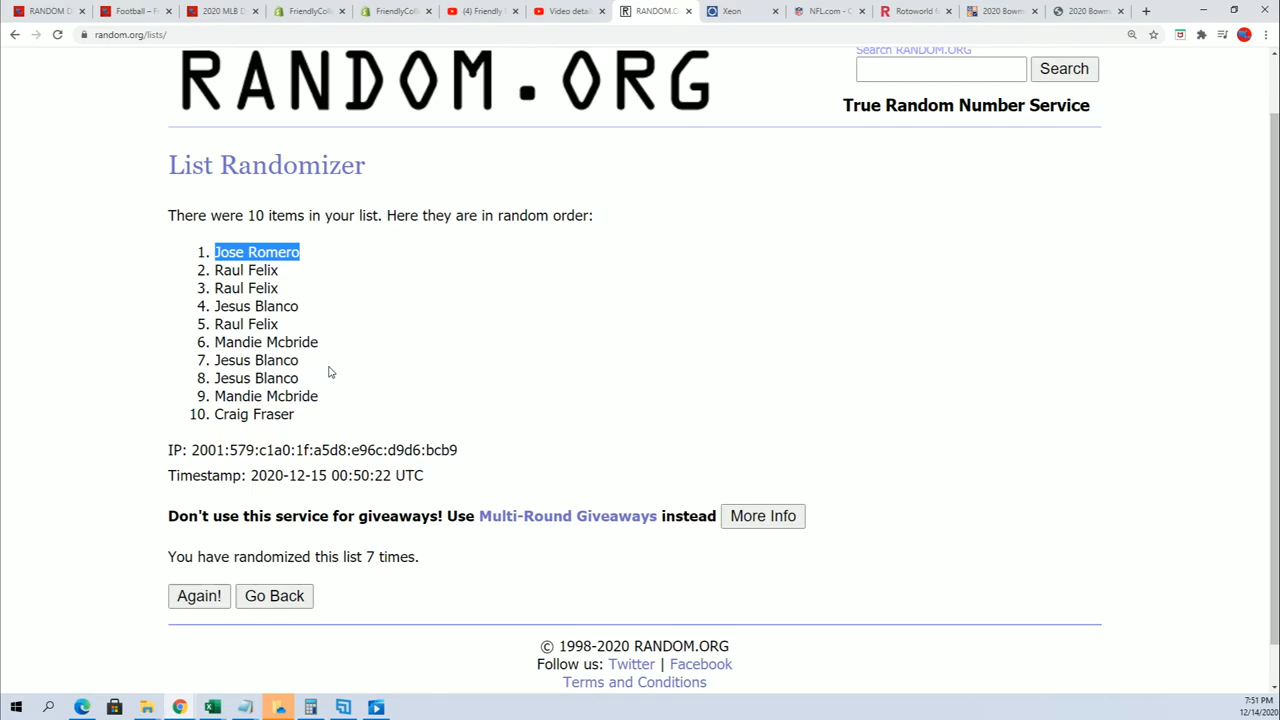 RANDOM D
Football – F
2020 MLB D
FriendlyColl
FriendlyColl
(4) Friendly
Video detai
RANDOM.O
Xeon
NFL.com - C
Rotoworld f
2020 Bowm
2020 Bowm
random.org/lists/
RANDOM.ORG
Search RANDOM.ORG
Search
True Random Number Service
List Randomizer
There were 10 items in your list. Here they are in random order:
1. Jose Romero
2. Raul Felix
3. Raul Felix
4. Jesus Blanco
5. Raul Felix
6. Mandie Mcbride
7. Jesus Blanco
8. Jesus Blanco
9. Mandie Mcbride
10. Craig Fraser
IP: 2001:579:c1a0:1f:a5d8:e96c:d9d6:bcb9
Timestamp: 2020-12-15 00:50:22 UTC
Don't use this service for giveaways! Use Multi-Round Giveaways instead More Info
You have randomized this list 7 times.
Again! Go Back
© 1998-2020 RANDOM.ORG
Follow us: Twitter | Facebook
Terms and Conditions
7:51 PM
12/14/2020